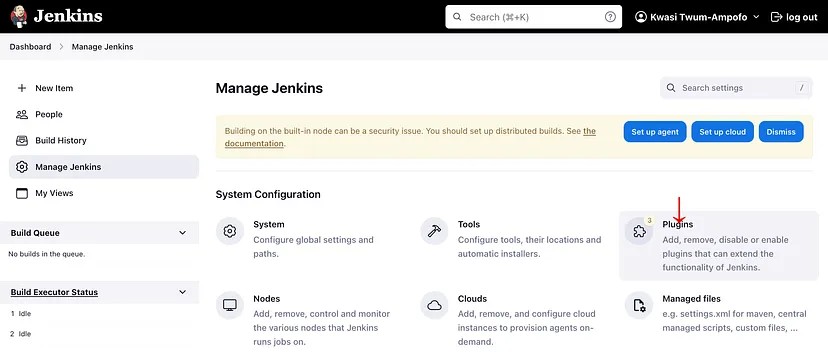 Jenkins
Search (⌘+K)
Kwasi Twum-Ampofo
log out
Dashboard > Manage Jenkins
New Item
People
Build History
Manage Jenkins
My Views
Build Queue
No builds in the queue.
Build Executor Status
1 Idle
2 Idle
Manage Jenkins
Search settings /
Building on the built-in node can be a security issue. You should set up distributed builds. See the
documentation.
Set up agent
Set up cloud
Dismiss
System Configuration
System
Configure global settings and
paths.
Tools
Configure tools, their locations and
automatic installers.
3
Plugins
Add, remove, disable or enable
plugins that can extend the
functionality of Jenkins.
Nodes
Add, remove, control and monitor
the various nodes that Jenkins
runs jobs on.
Clouds
Add, remove, and configure cloud
instances to provision agents on-
demand.
Managed files
e.g. settings.xml for maven, central
managed scripts, custom files, ...